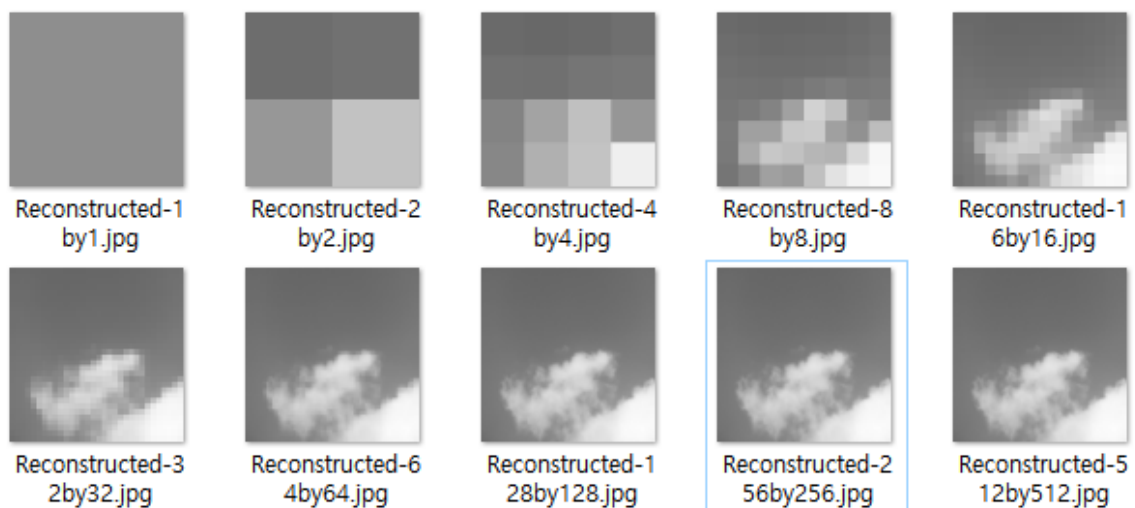 Reconstructed-1
by1.jpg
Reconstructed-2
by2.jpg
Reconstructed-4
by4.jpg
Reconstructed-8
by8.jpg
Reconstructed-1
6by16.jpg
Reconstructed-3
2by32.jpg
Reconstructed-6
4by64.jpg
Reconstructed-1
28by128.jpg
Reconstructed-2
56by256.jpg
Reconstructed-5
12by512.jpg